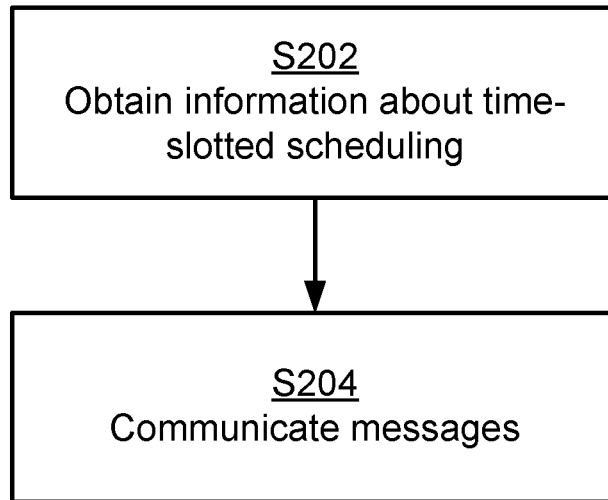 S202
Obtain information about time-
slotted scheduling
S204
Communicate messages